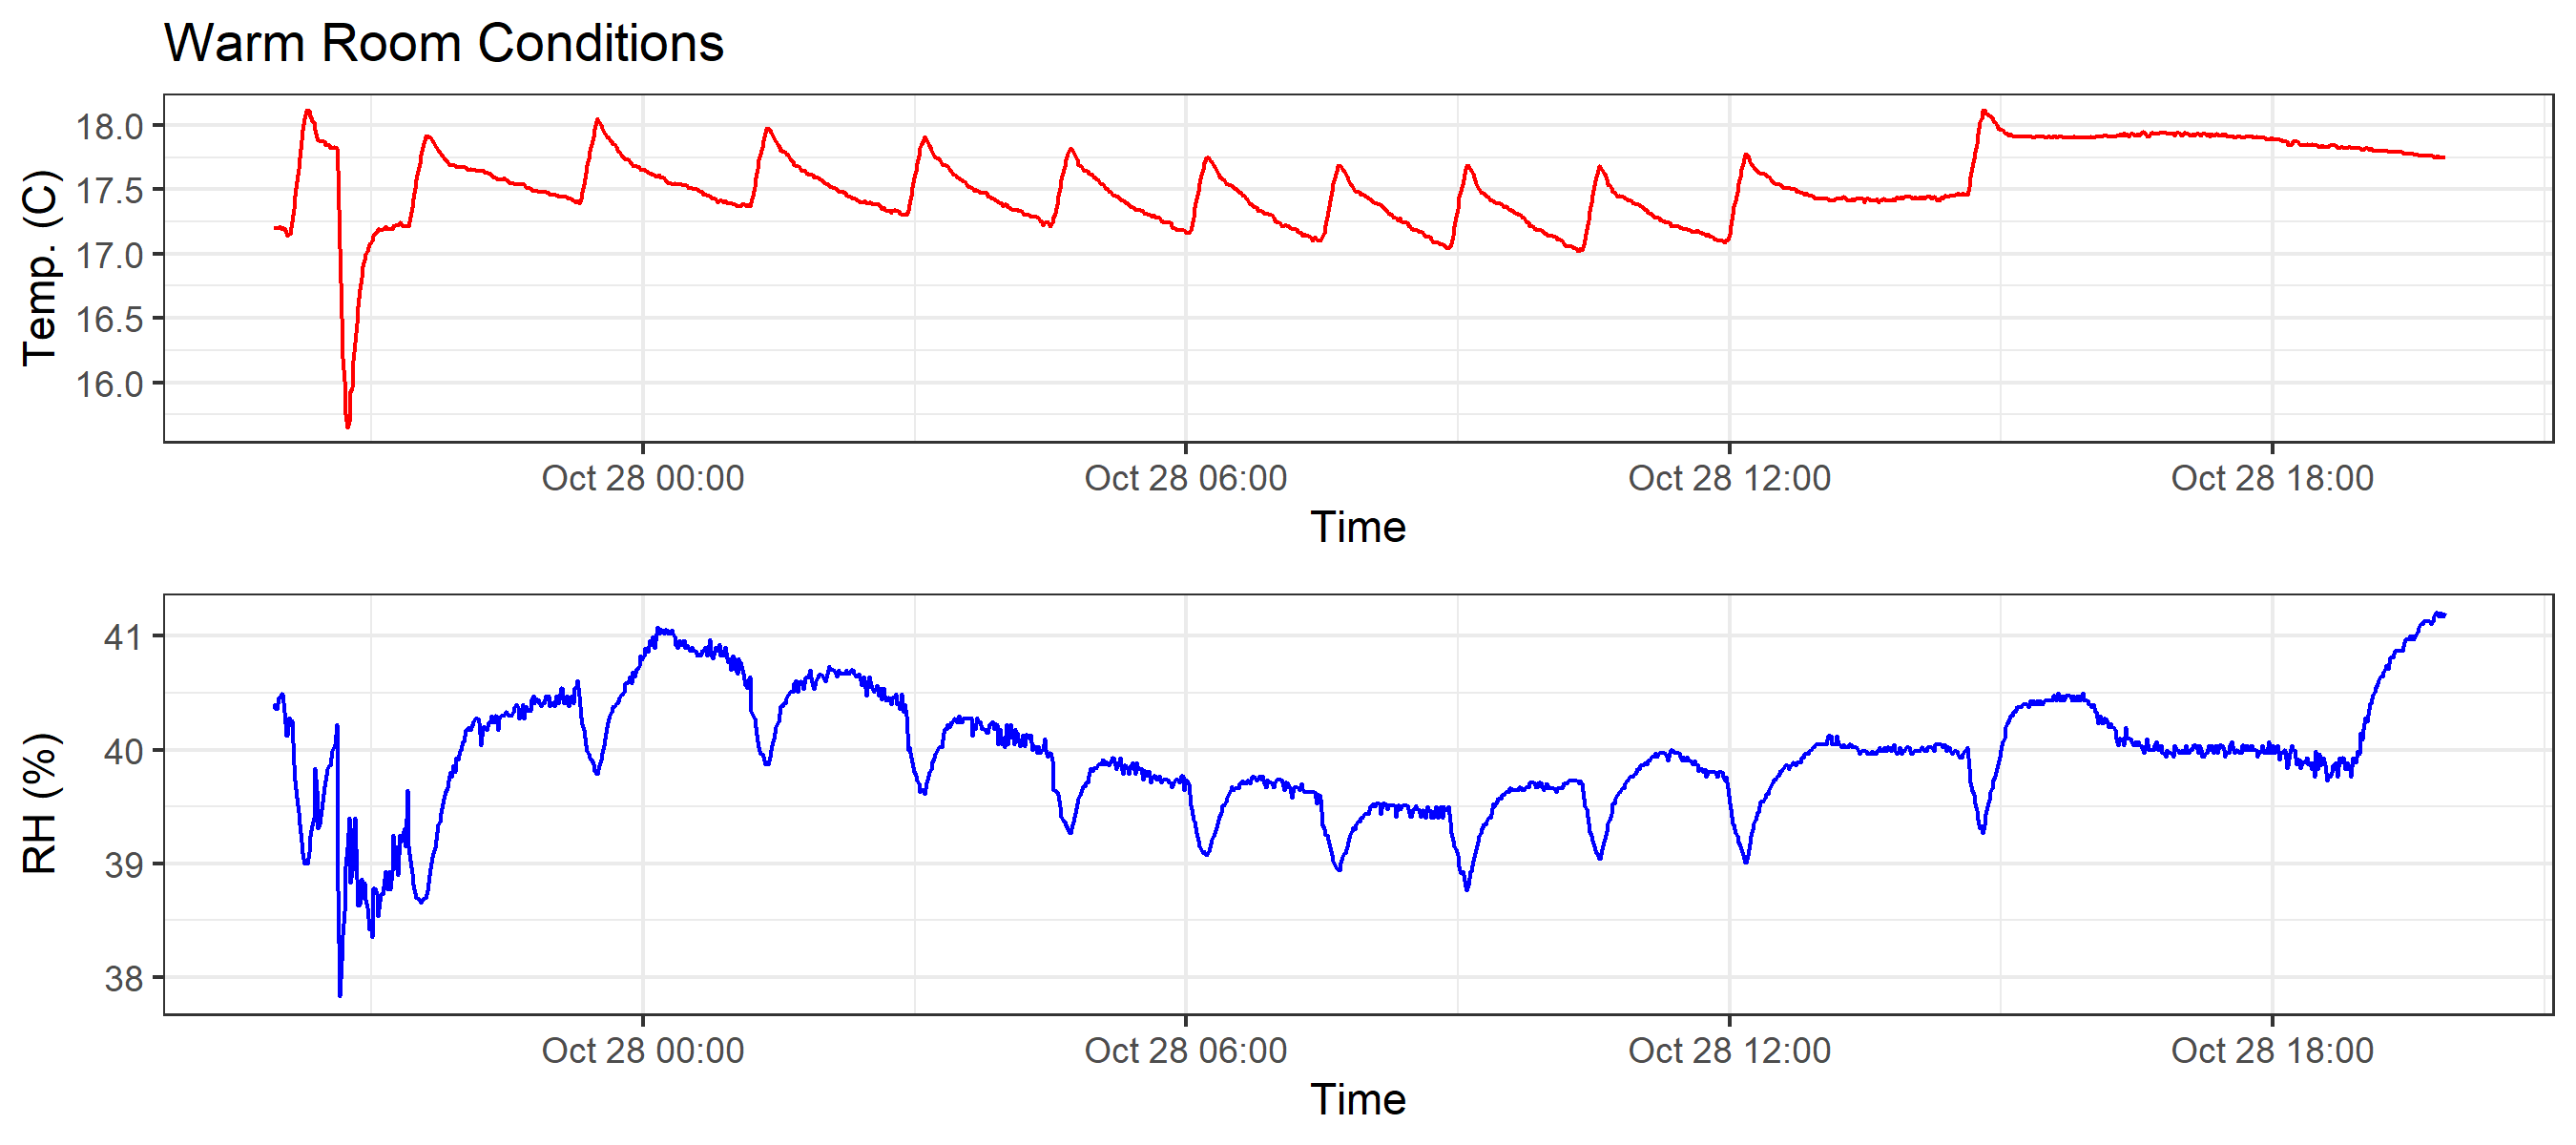 Warm Room Conditions
Temp. (C)
18.0
17.5
17.0
16.5
16.0
Oct 28 00:00 Oct 28 06:00 Oct 28 12:00 Oct 28 18:00
Time
RH (%)
41
40
39
38
Oct 28 00:00 Oct 28 06:00 Oct 28 12:00 Oct 28 18:00
Time